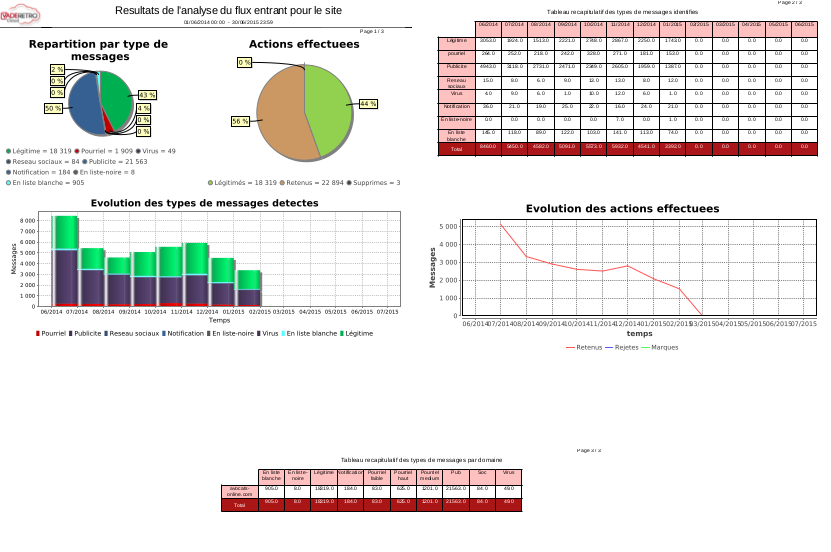 VADERETRO
Resultats de l'analyse du flux entrant pour le site
01/06/2014 00:00 - 30/06/2015 23:59
Page 1 / 3
Repartition par type de
messages
2 %
0 %
0 %
50 %
43 %
4 %
0 %
0 %
Légitime = 18 319 Pourriel = 1 909 Virus = 49
Reseau sociaux = 84 Publicite = 21 563
Notification = 184 En liste-noire = 8
En liste blanche = 905
Actions effectuees
0 %
44 %
56 %
Légitimés = 18 319 Retenus = 22 894 Supprimes = 3
Evolution des types de messages detectes
Messages
8 000
7 000
6 000
5 000
4 000
3 000
2 000
1 000
0
06/2014 07/2014 08/2014 09/2014 10/2014 11/2014 12/2014 01/2015 02/2015 03/2015 04/2015 05/2015 06/2015 07/2015
Temps
Pourriel Publicite Reseau sociaux Notification En liste-noire Virus En liste blanche Légitime
Page 2 / 3
Tableau recapitulatif des types de messages identifies
06/2014 07/2014 08/2014 09/2014 10/2014 11/2014 12/2014 01/2015 02/2015 03/2015 04/2015 05/2015 06/2015
Légitime 3053.0 1924.0 1513.0 2221.0 2867.0 2250.0 1743.0 0.0 0.0 0.0 0.0 0.0
pourriel 264.0 252.0 218.0 242.0 328.0 271.0 181.0 153.0 0.0 0.0 0.0 0.0 0.0
Publicite 4943.0 3118.0 2731.0 2471.0 2605.0 1959.0 1387.0 0.0 0.0 0.0 0.0 0.0
Reseau
sociaux 15.0 8.0 6.0 9.0 13.0 8.0 12.0 0.0 0.0 0.0 0.0 0.0
Virus 4.0 9.0 6.0 1.0 12.0 6.0 1.0 0.0 0.0 0.0 0.0 0.0
Notification 36.0 21.0 19.0 25.0 16.0 24.0 21.0 0.0 0.0 0.0 0.0 0.0
En liste-noire 0.0 0.0 0.0 0.0 0.0 7.0 0.0 1.0 0.0 0.0 0.0 0.0 0.0
En liste
blanche 145.0 118.0 89.0 122.0 103.0 141.0 113.0 74.0 0.0 0.0 0.0 0.0 0.0
Total 8460.0 5450.0 4582.0 5091.0 5932.0 4541.0 3392.0 0.0 0.0 0.0 0.0 0.0
Evolution des actions effectuees
Messages
5 000
4 000
3 000
2 000
1 000
0
06/2014 07/2014 08/2014 09/2014 10/2014 11/2014 12/2014 01/2015 02/2015 03/2015 04/2015 05/2015 06/2015 07/2015
temps
Retenus Rejetes Marques
Page 3 / 3
Tableau recapitulatif des types de messages par domaine
En liste
blanche En liste-
noire Légitime Notification Pourriel
faible Pourriel
haut Pourriel
medium Pub Soc Virus
online.com 905.0 8.0 18319.0 184.0 83.0 625.0 1201.0 21563.0 84.0 49.0
Total 905.0 8.0 18319.0 184.0 83.0 625.0 1201.0 21563.0 84.0 49.0